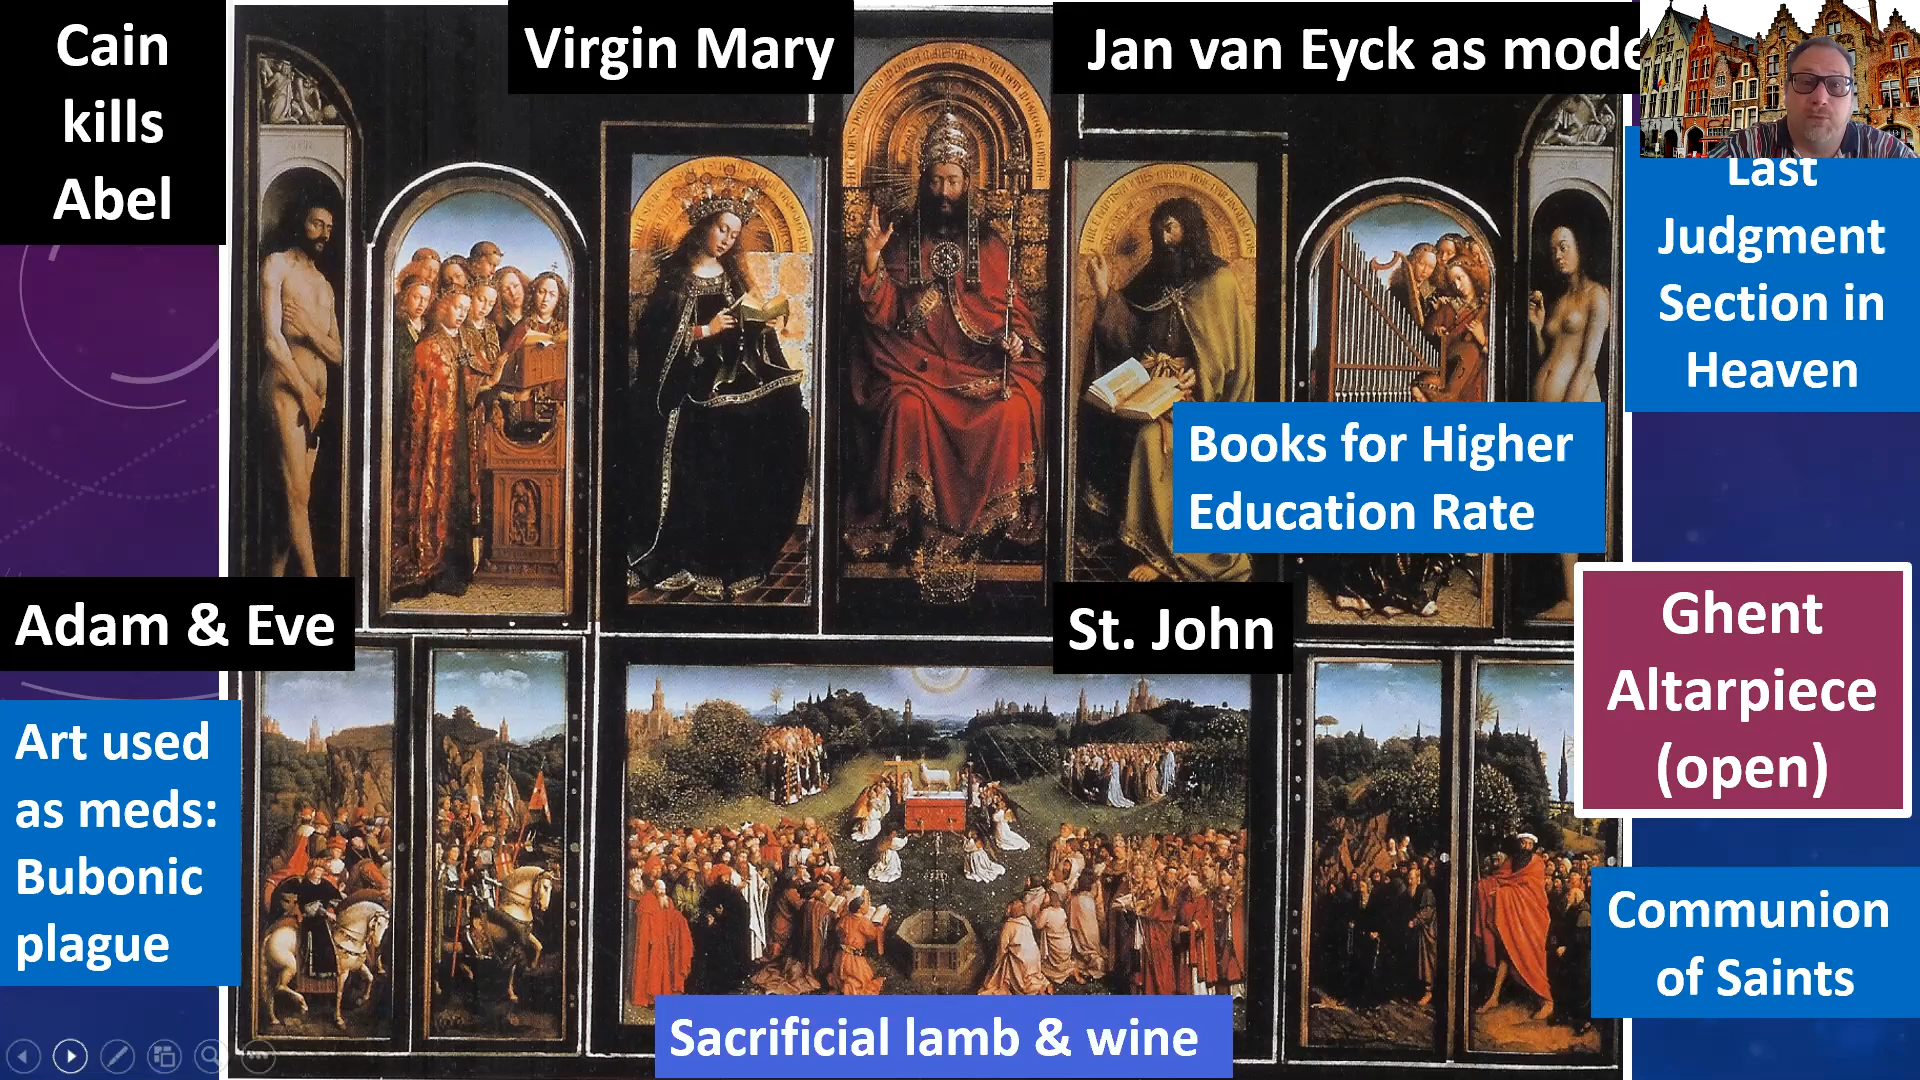 Cain
kills
Abel
Virgin Mary
Jan van Eyck as mode
Last
Judgment
Section in
Heaven
Books for Higher
Education Rate
Adam & Eve
St. John
Ghent
Altarpiece
(open)
Art used
as meds:
Bubonic
plague
Communion
of Saints
Sacrificial lamb & wine